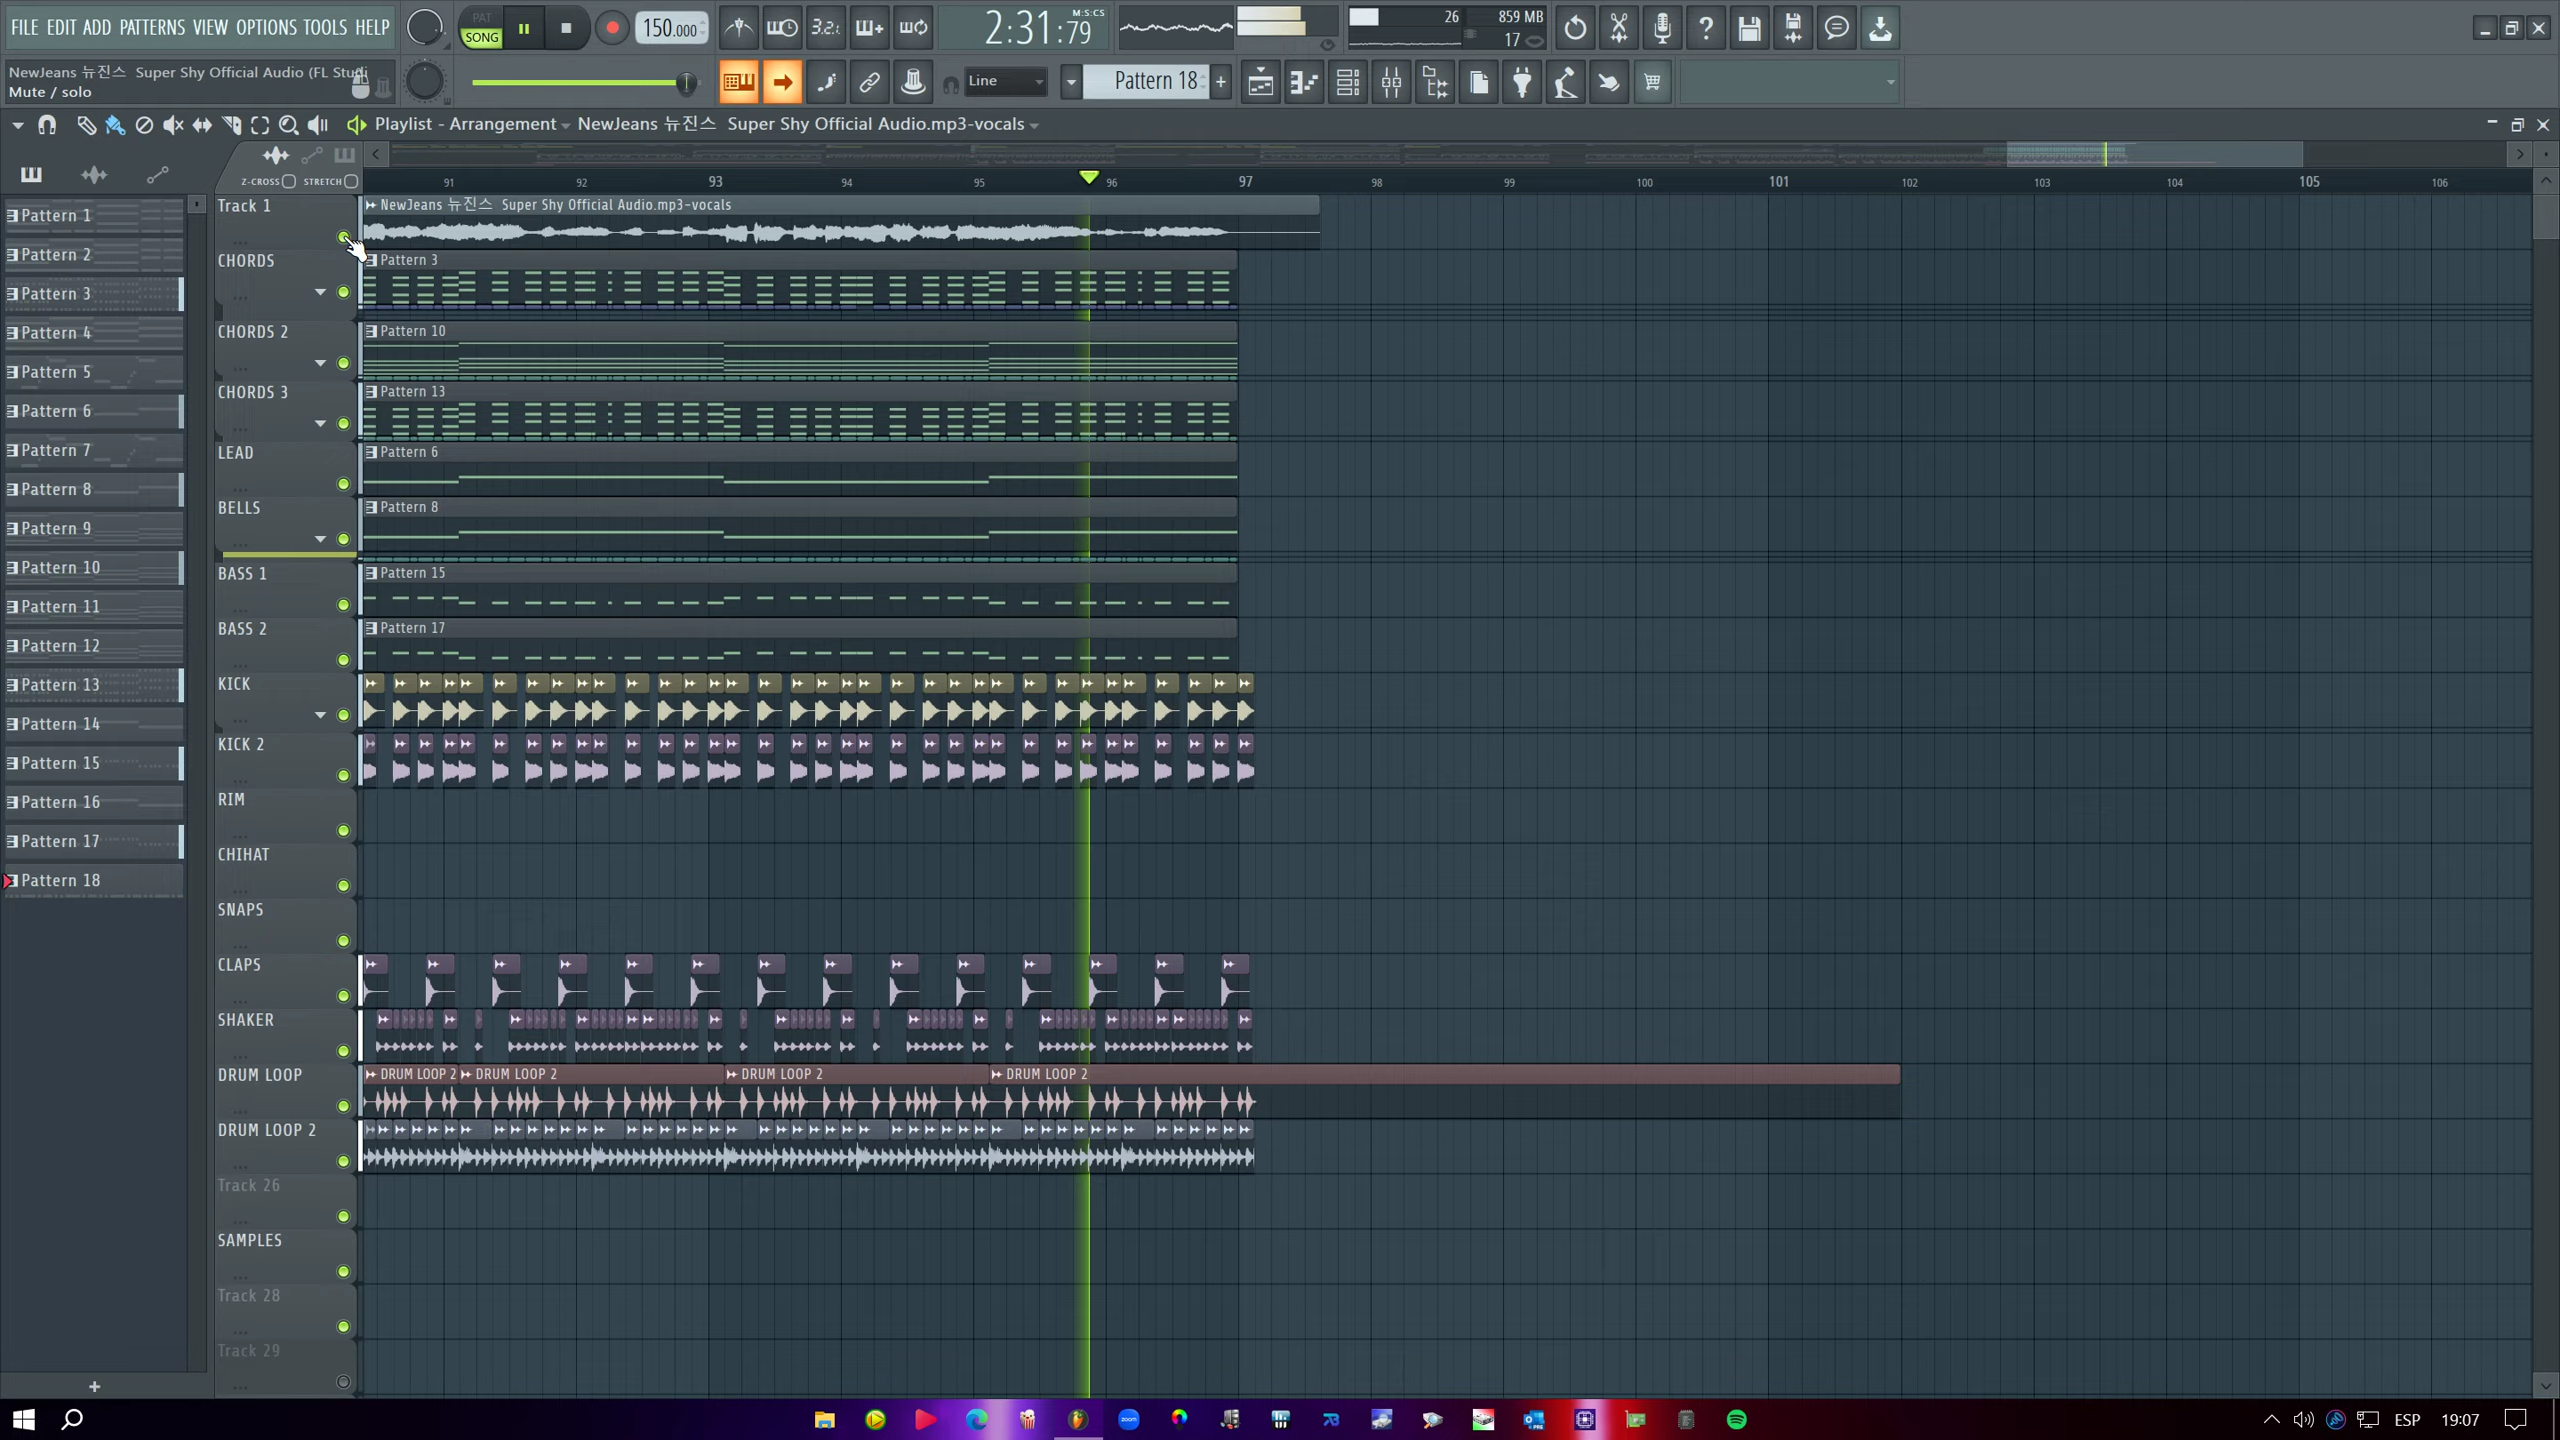 FILE EDIT ADD PATTERNS VIEW OPTIONS TOOLS HELP
PAT
SONG
150.000
3.2.
2:31:79
M:S:CS
26
859 MB
17
NewJeans 뉴진스 Super Shy Official Audio (FL Studi
Mute / solo
Line
Pattern 18
Playlist - Arrangement
NewJeans 뉴진스 Super Shy Official Audio.mp3-vocals
Z-CROSS
STRETCH
91
92
93
94
95
96
97
98
99
100
101
102
103
104
105
106
Pattern 1
Pattern 2
Pattern 3
Pattern 4
Pattern 5
Pattern 6
Pattern 7
Pattern 8
Pattern 9
Pattern 10
Pattern 11
Pattern 12
Pattern 13
Pattern 14
Pattern 15
Pattern 16
Pattern 17
Pattern 18
Track 1
NewJeans 뉴진스 Super Shy Official Audio.mp3-vocals
CHORDS
Pattern 3
CHORDS 2
Pattern 10
CHORDS 3
Pattern 13
LEAD
Pattern 6
BELLS
Pattern 8
BASS 1
Pattern 15
BASS 2
Pattern 17
KICK
KICK 2
RIM
CHIHAT
SNAPS
CLAPS
SHAKER
DRUM LOOP
DRUM LOOP 2
DRUM LOOP 2
DRUM LOOP 2
DRUM LOOP 2
DRUM LOOP 2
Track 26
SAMPLES
Track 28
Track 29
zoom
ESP
19:07